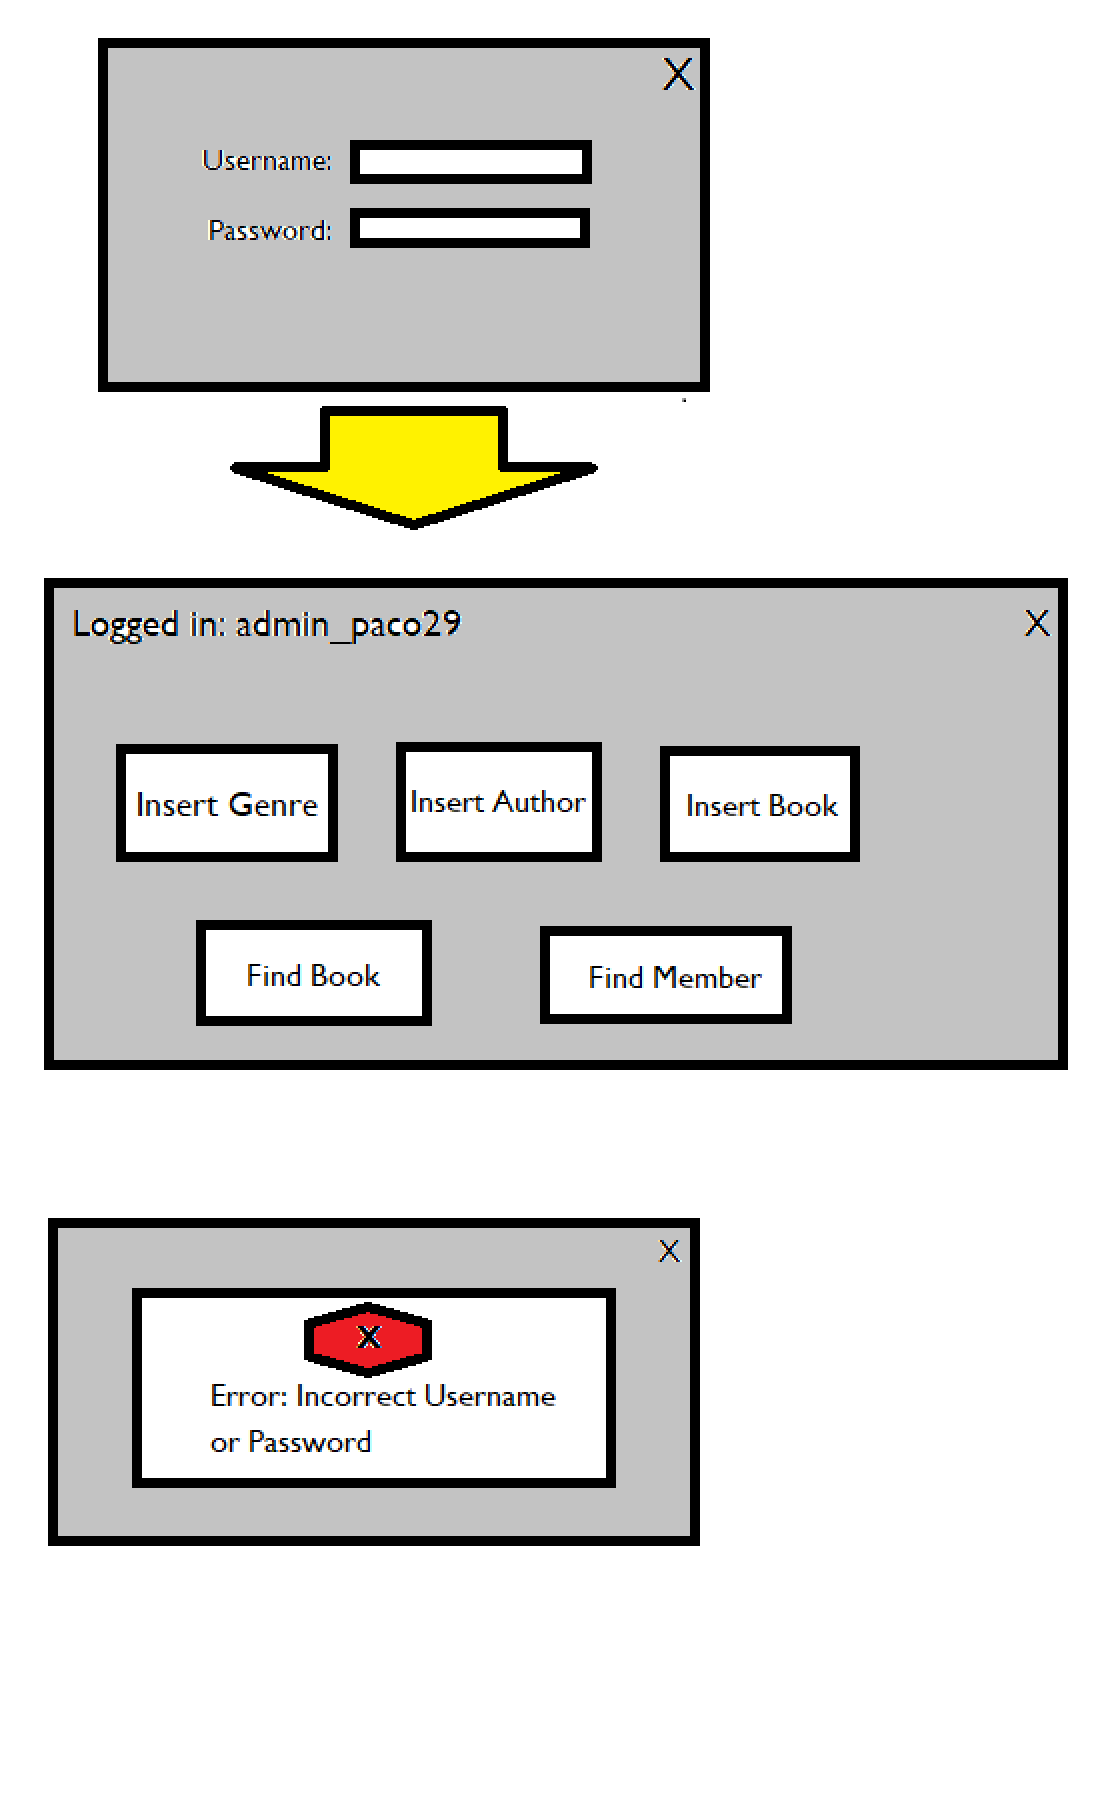 X
Username:
Password:
Logged in: admin_paco29 X
Insert Genre Insert Author Insert Book
Find Book Find Member
X
X
Error: Incorrect Username
or Password